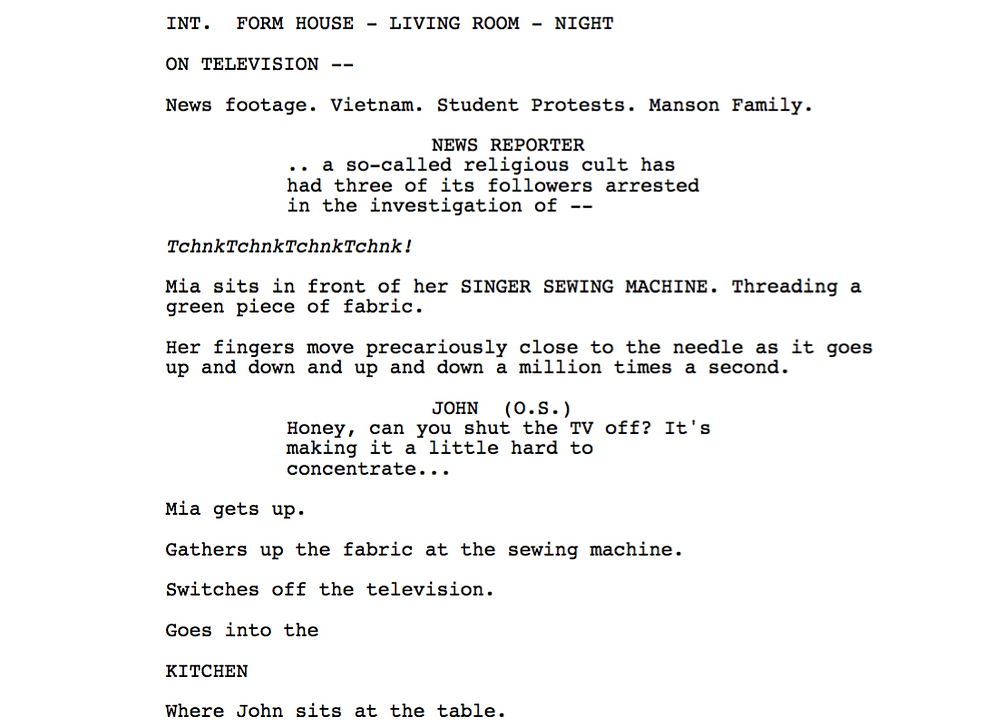 INT.  FORM HOUSE – LIVING ROOM – NIGHT
ON TELEVISION --
News footage. Vietnam. Student Protests. Manson Family.
NEWS REPORTER
.. a so-called religious cult has
had three of its followers arrested
in the investigation of --
TchnkTchnkTchnkTchnk!
Mia sits in front of her SINGER SEWING MACHINE. Threading a
green piece of fabric.
Her fingers move precariously close to the needle as it goes
up and down and up and down a million times a second.
JOHN  (O.S.)
Honey, can you shut the TV off? It's
making it a little hard to
concentrate...
Mia gets up.
Gathers up the fabric at the sewing machine.
Switches off the television.
Goes into the
KITCHEN
Where John sits at the table.